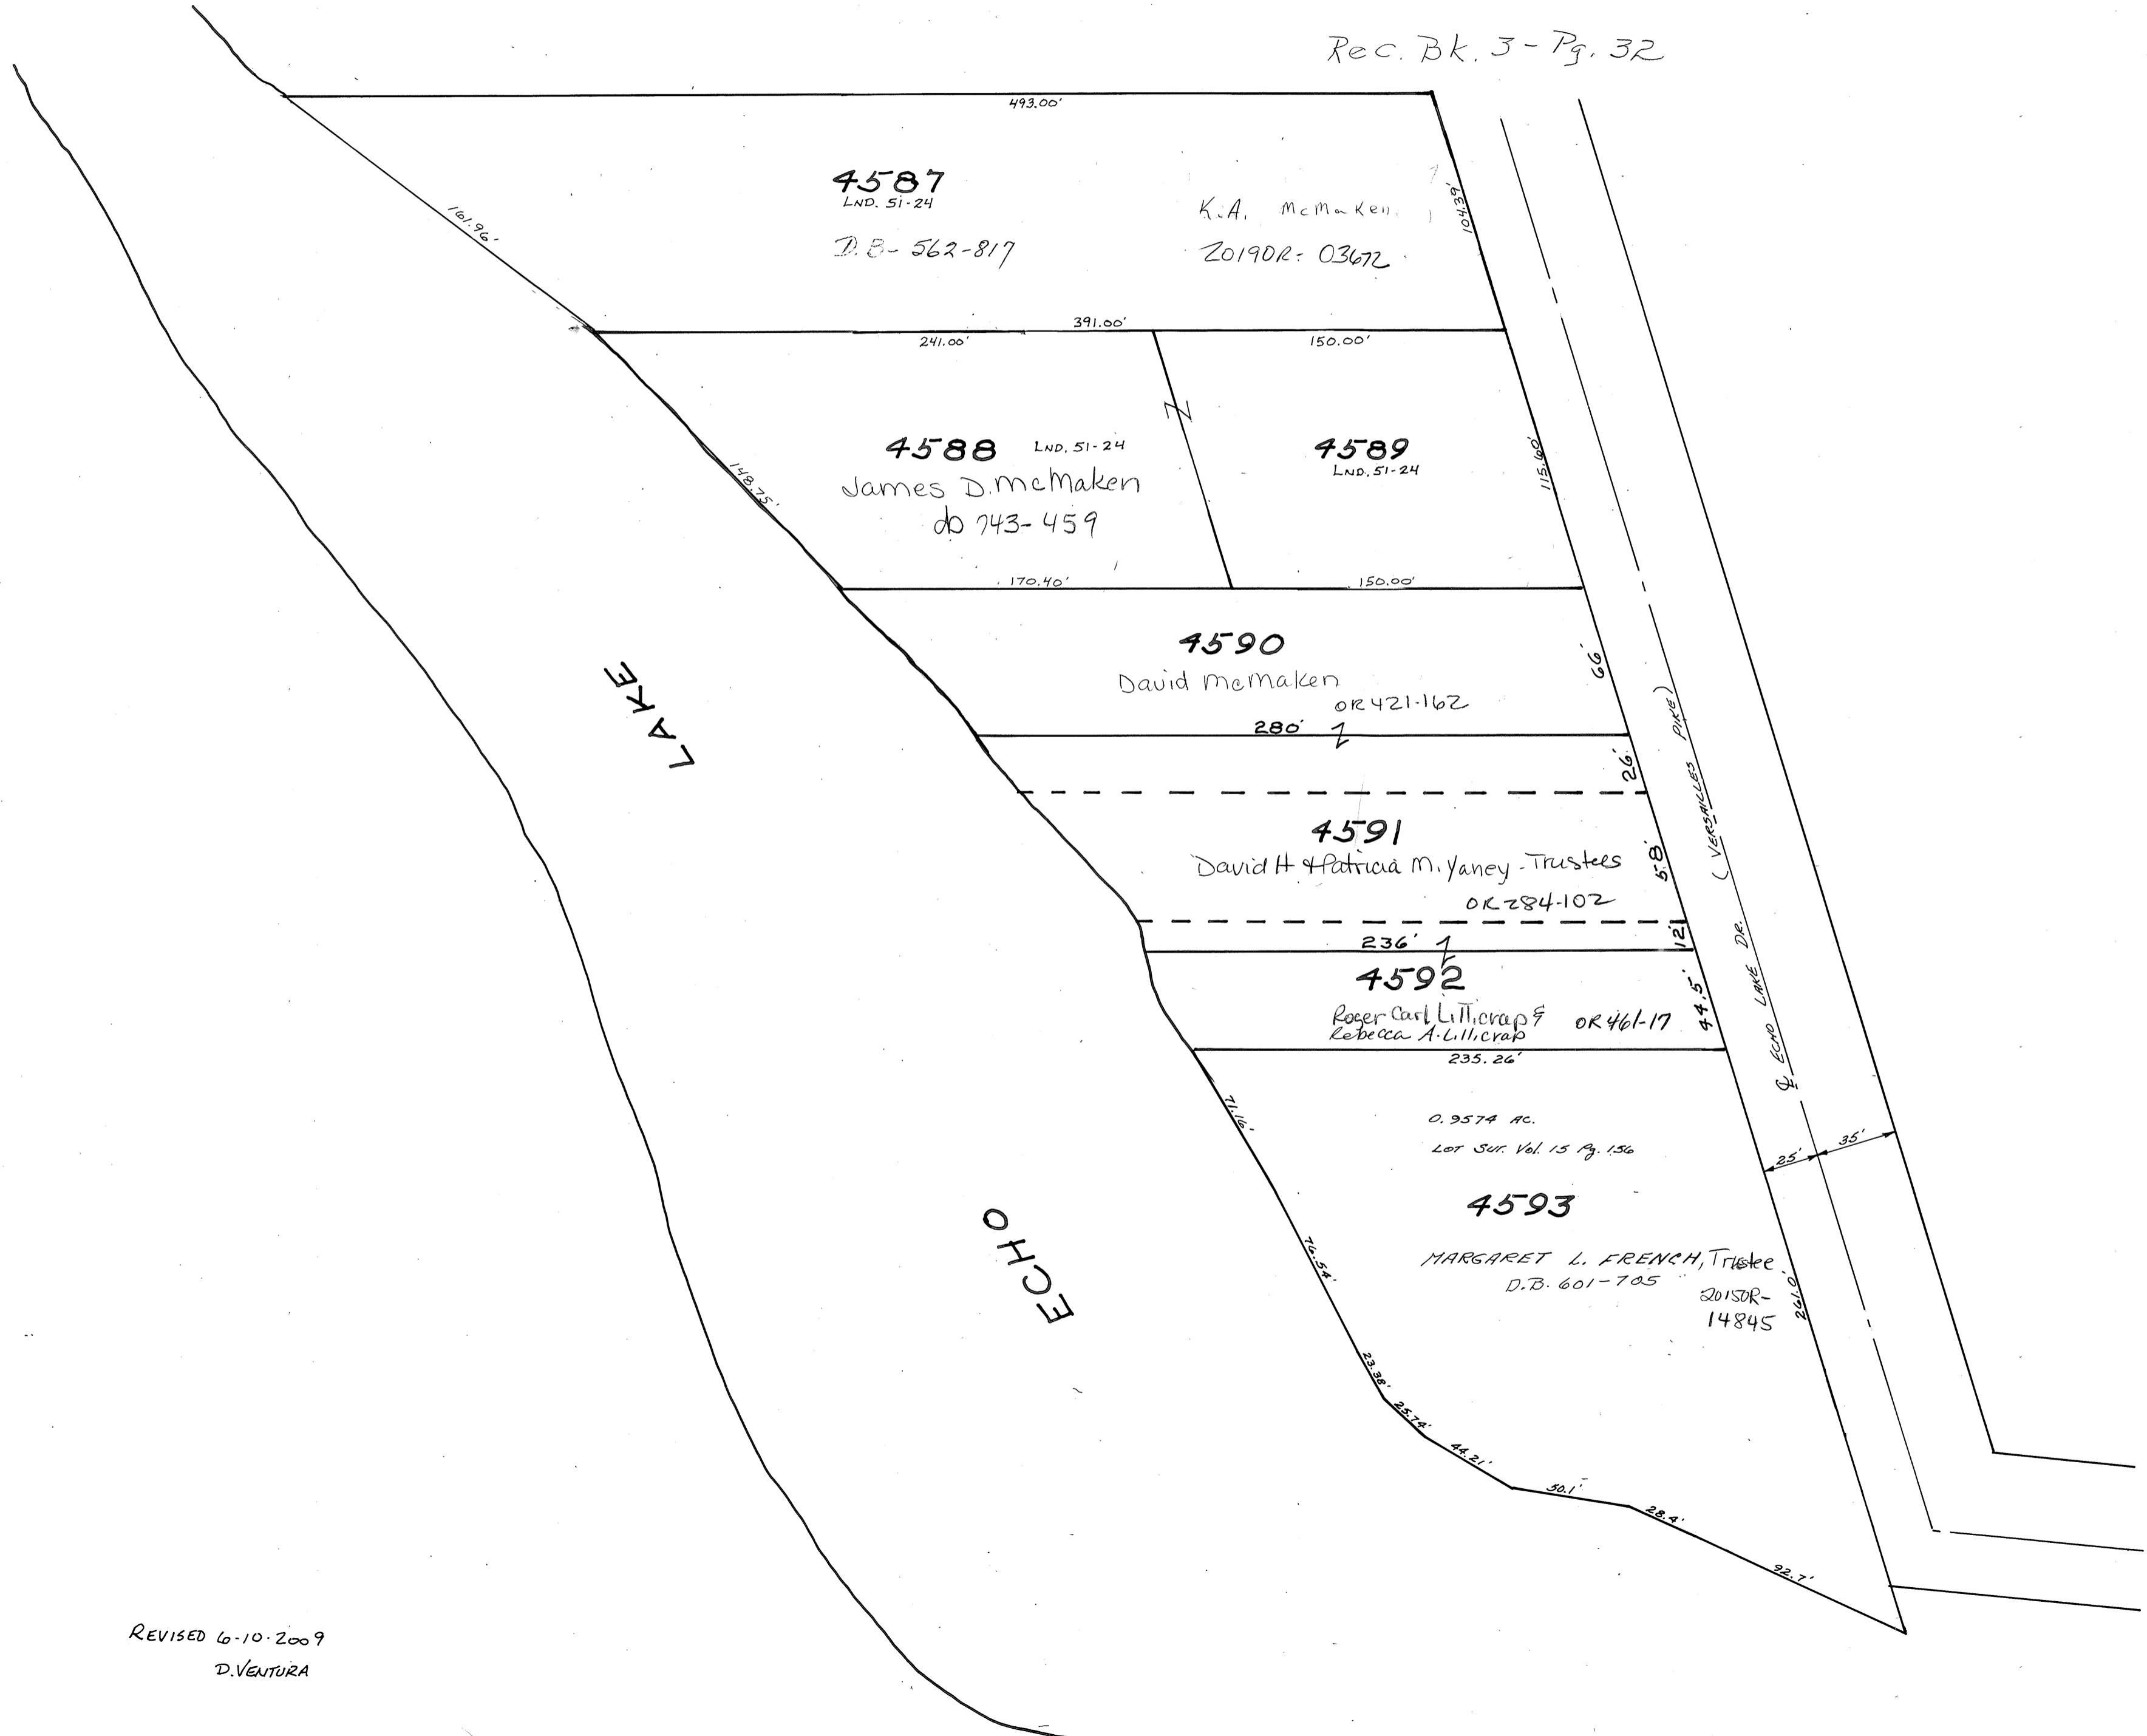 Rec. Bk. 3 - Pg. 32
493.00'
4587
LND. 51-24
D.B- 562-817
K.A. McMaken
2019OR- 03672
104.39'
161.96'
391.00'
241.00'
150.00'
4588 LND. 51-24
James D. McMaken
db 743-459
4589
LND. 51-24
148.75'
115.60'
170.40'
150.00'
4590
David McMaken
OR 421-162
66'
280'
26'
4591
David H & Patricia M. Yaney - Trustees
OR 284-102
58'
12'
236'
4592
Roger Carl Lillicrap &
Rebecca A. Lillicrap
OR 461-17
44.5'
235.26'
71.16'
0.9574 AC.
LOT Sur. Vol. 15 Pg. 156
4593
MARGARET L. FRENCH, Trustee
D.B. 601-705
2015OR-
14845
261.0'
76.54'
23.38'
25.74'
44.21'
50.1'
28.4'
92.7'
℄ ECHO LAKE DR. (VERSAILLES PIKE)
25'
35'
LAKE
ECHO
REVISED 6-10-2009
D.VENTURA